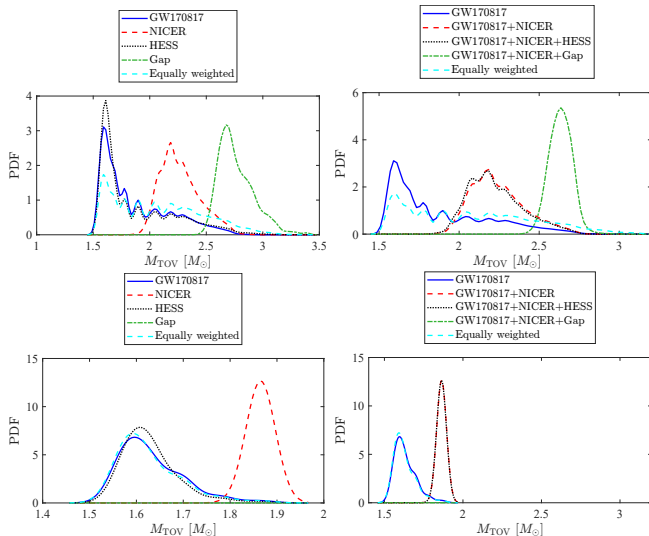 GW170817
NICER
HESS
Gap
Equally weighted
4
3
2
1
0
PDF
1
1.5
2
2.5
3
3.5
M_TOV [M_⊙]
GW170817
GW170817+NICER
GW170817+NICER+HESS
GW170817+NICER+Gap
Equally weighted
6
4
2
0
PDF
1.5
2
2.5
3
M_TOV [M_⊙]
GW170817
NICER
HESS
Gap
Equally weighted
15
10
5
0
PDF
1.4
1.5
1.6
1.7
1.8
1.9
2
M_TOV [M_⊙]
GW170817
GW170817+NICER
GW170817+NICER+HESS
GW170817+NICER+Gap
Equally weighted
15
10
5
0
PDF
1.5
2
2.5
3
M_TOV [M_⊙]